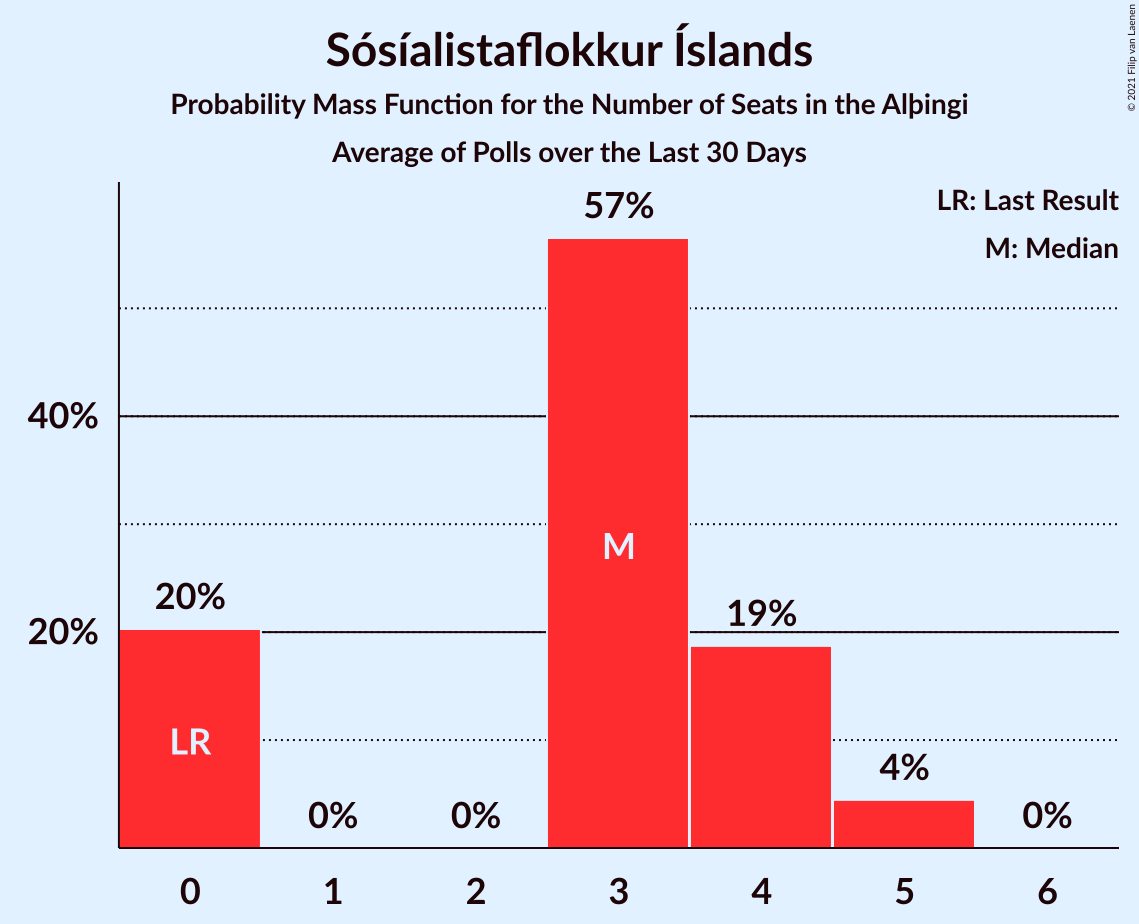 Sósíalistaflokkur Íslands
Probability Mass Function for the Number of Seats in the Alþingi
Average of Polls over the Last 30 Days
© 2021 Filip van Laenen
LR: Last Result
M: Median
57%
40%
M
20%
19%
20%
LR
4%
0%
0%
0%
0 1 2 3 4 5 6